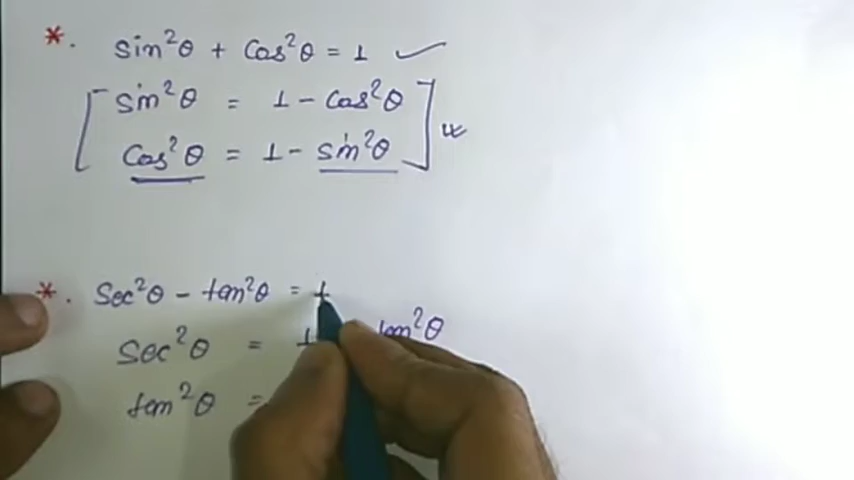 *. sin²θ + cos²θ = 1
sin²θ = 1 - cos²θ
cos²θ = 1 - sin²θ
*. sec²θ - tan²θ = 1
sec²θ = 1 tan²θ
tan²θ =